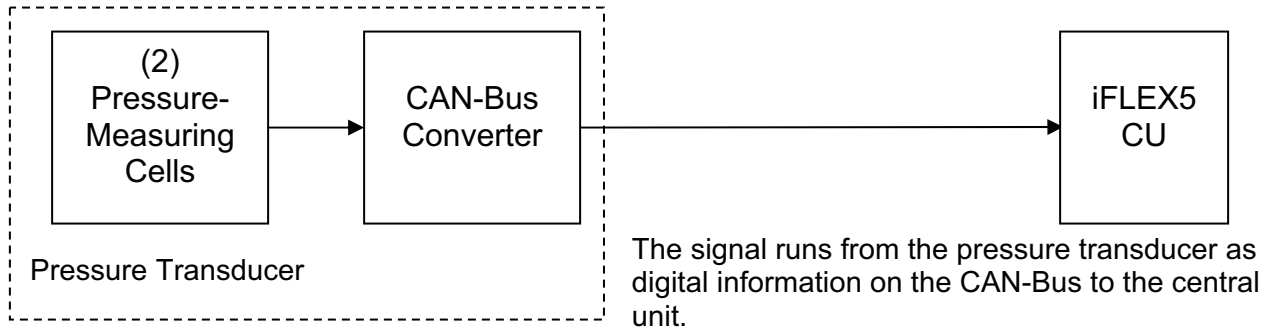 (2)
Pressure-
Measuring
Cells
CAN-Bus
Converter
iFLEX5
CU
Pressure Transducer
The signal runs from the pressure transducer as
digital information on the CAN-Bus to the central
unit.